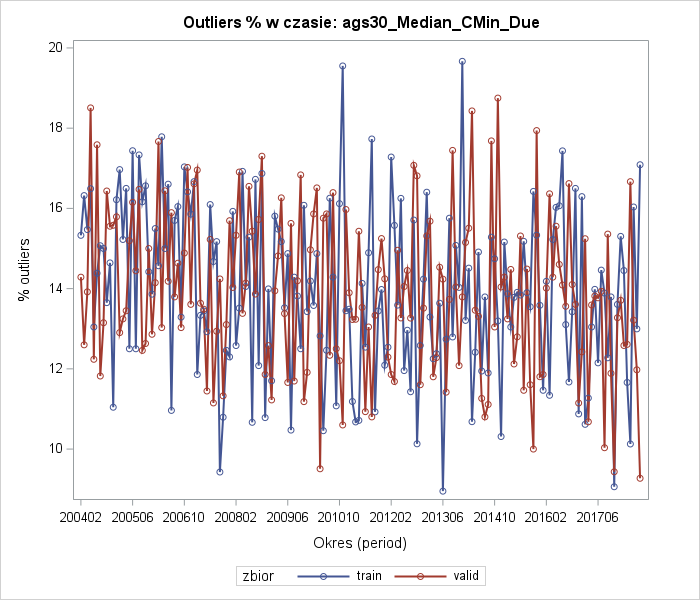 Outliers % w czasie: ags30_Median_CMin_Due
% outliers
20
18
16
14
12
10
200402 200506 200610 200802 200906 201010 201202 201306 201410 201602 201706
Okres (period)
zbior train valid